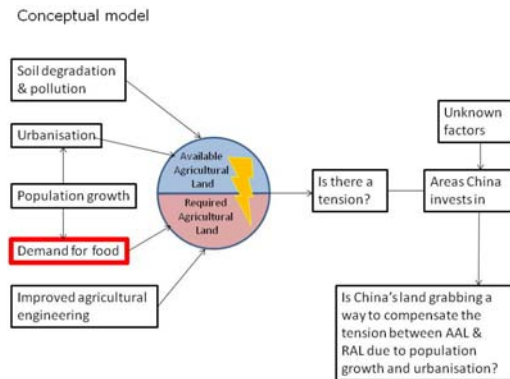 Conceptual model
Soil degradation
& pollution
Urbanisation
Population growth
Demand for food
Improved agricultural
engineering
Available
Agricultural
Land
Required
Agricultural
Land
Is there a
tension?
Unknown
factors
Areas China
invests in
Is China's land grabbing a
way to compensate the
tension between AAL &
RAL due to population
growth and urbanisation?